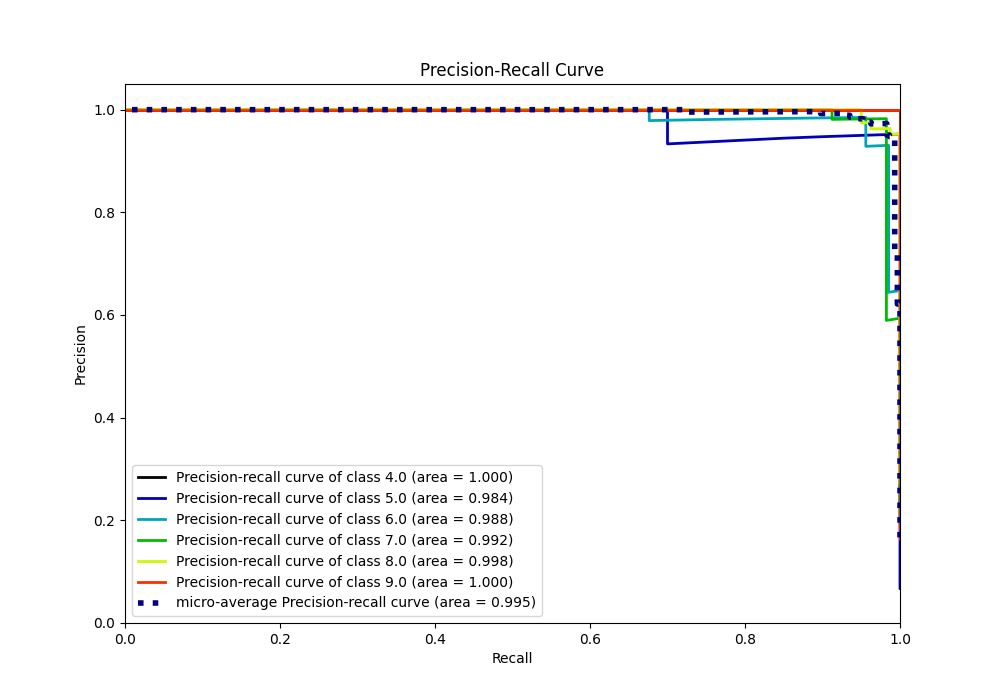 Precision-Recall Curve
1.0
0.8
0.6
0.4
0.2
0.0
Precision
Precision-recall curve of class 4.0 (area = 1.000)
Precision-recall curve of class 5.0 (area = 0.984)
Precision-recall curve of class 6.0 (area = 0.988)
Precision-recall curve of class 7.0 (area = 0.992)
Precision-recall curve of class 8.0 (area = 0.998)
Precision-recall curve of class 9.0 (area = 1.000)
micro-average Precision-recall curve (area = 0.995)
0.0 0.2 0.4 0.6 0.8 1.0
Recall